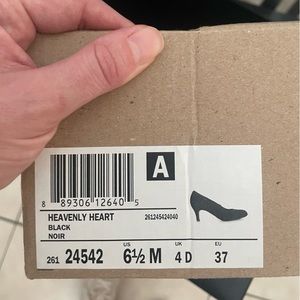 A
8 89306 12640 5
HEAVENLY HEART 261245424040
BLACK
NOIR
US UK EU
261 24542 6½ M 4 D 37